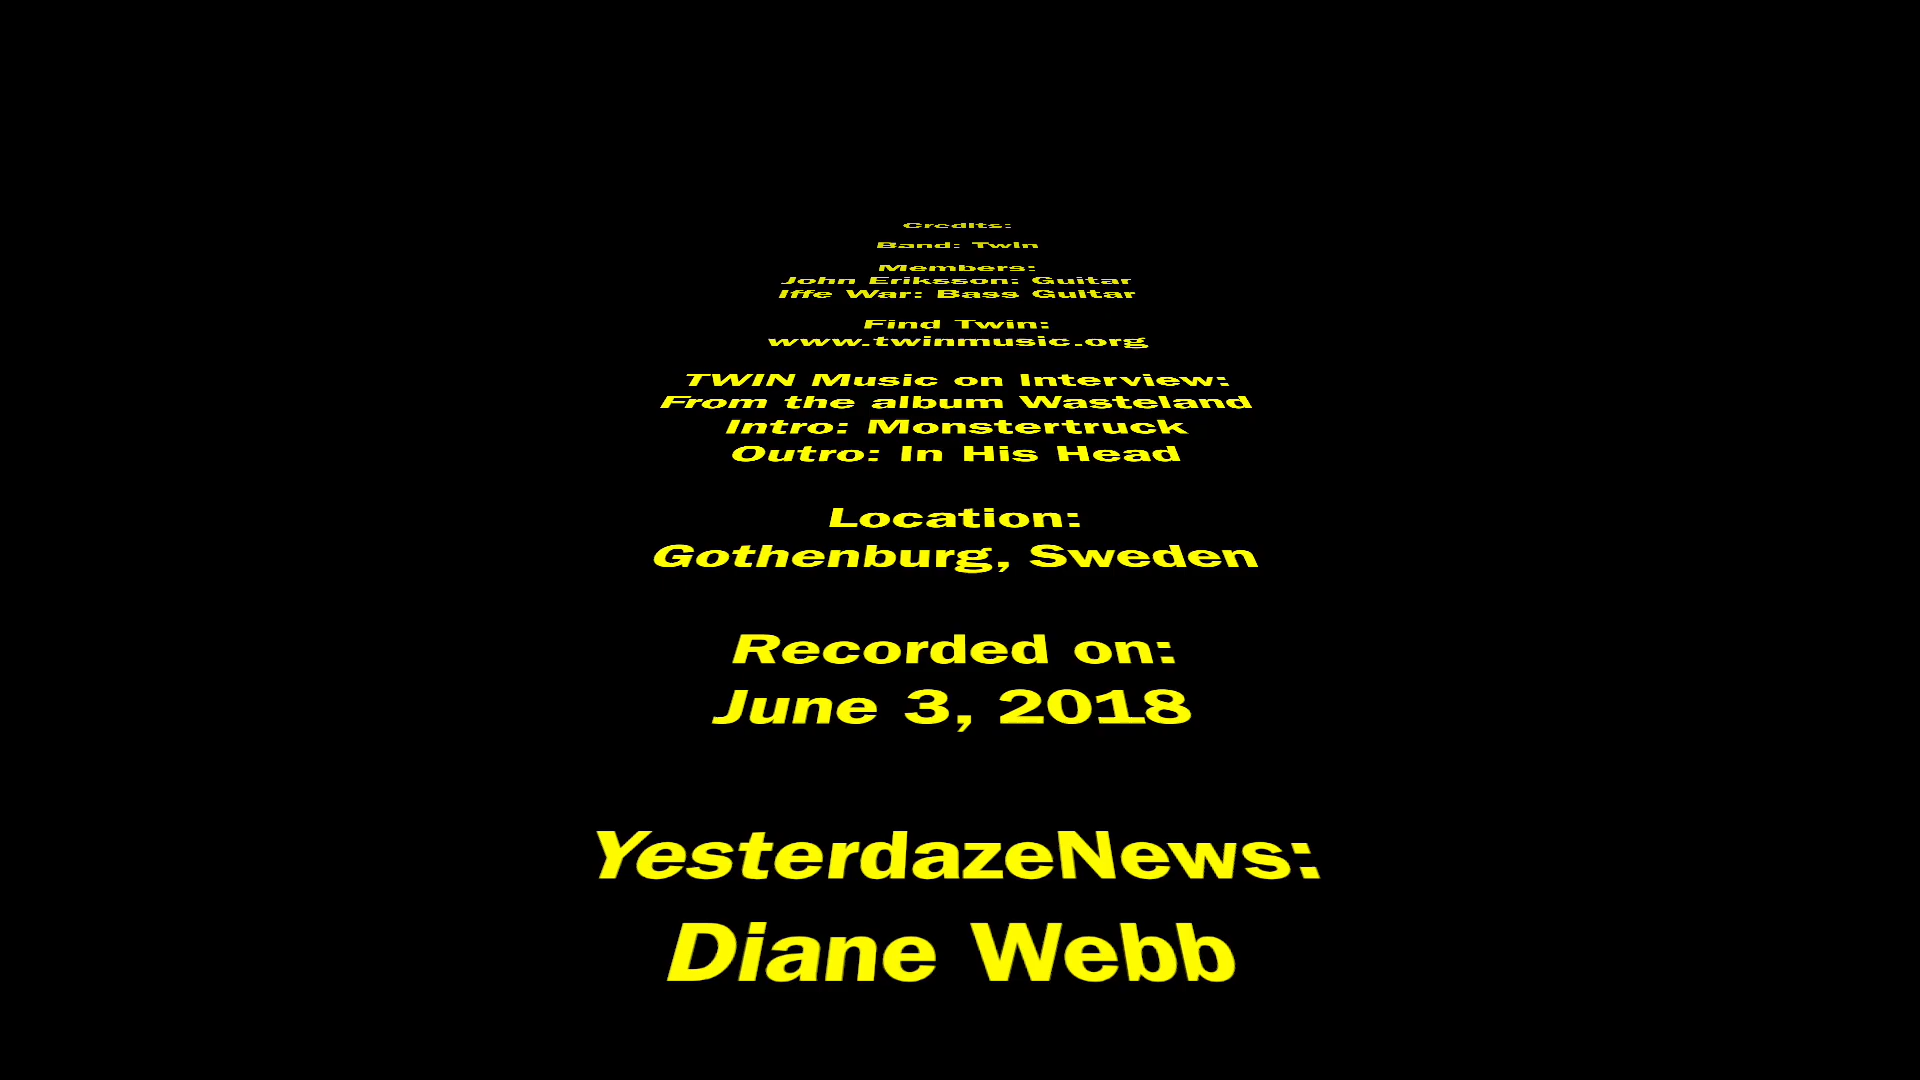 Credits:
Band: Twin
Members:
John Eriksson: Guitar
Iffe War: Bass Guitar
Find Twin:
www.twinmusic.org
TWIN Music on Interview:
From the album Wasteland
Intro: Monstertruck
Outro: In His Head
Location:
Gothenburg, Sweden
Recorded on:
June 3, 2018
YesterdazeNews:
Diane Webb